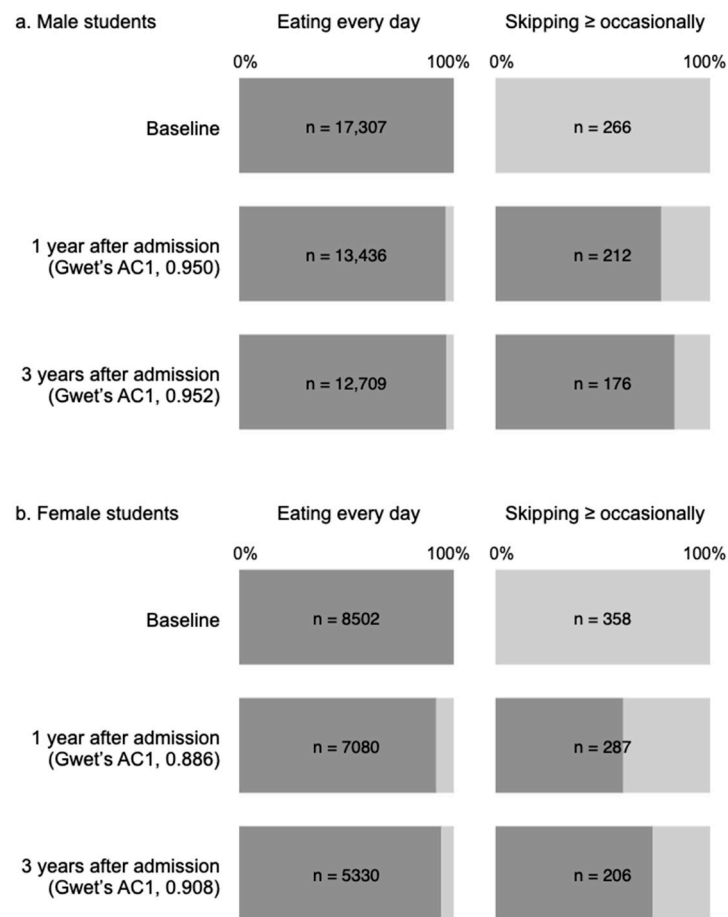 a. Male students Eating every day Skipping ≥ occasionally
0% 100% 0% 100%
Baseline n = 17,307 n = 266
1 year after admission
(Gwet's AC1, 0.950) n = 13,436 n = 212
3 years after admission
(Gwet's AC1, 0.952) n = 12,709 n = 176
b. Female students Eating every day Skipping ≥ occasionally
0% 100% 0% 100%
Baseline n = 8502 n = 358
1 year after admission
(Gwet's AC1, 0.886) n = 7080 n = 287
3 years after admission
(Gwet's AC1, 0.908) n = 5330 n = 206